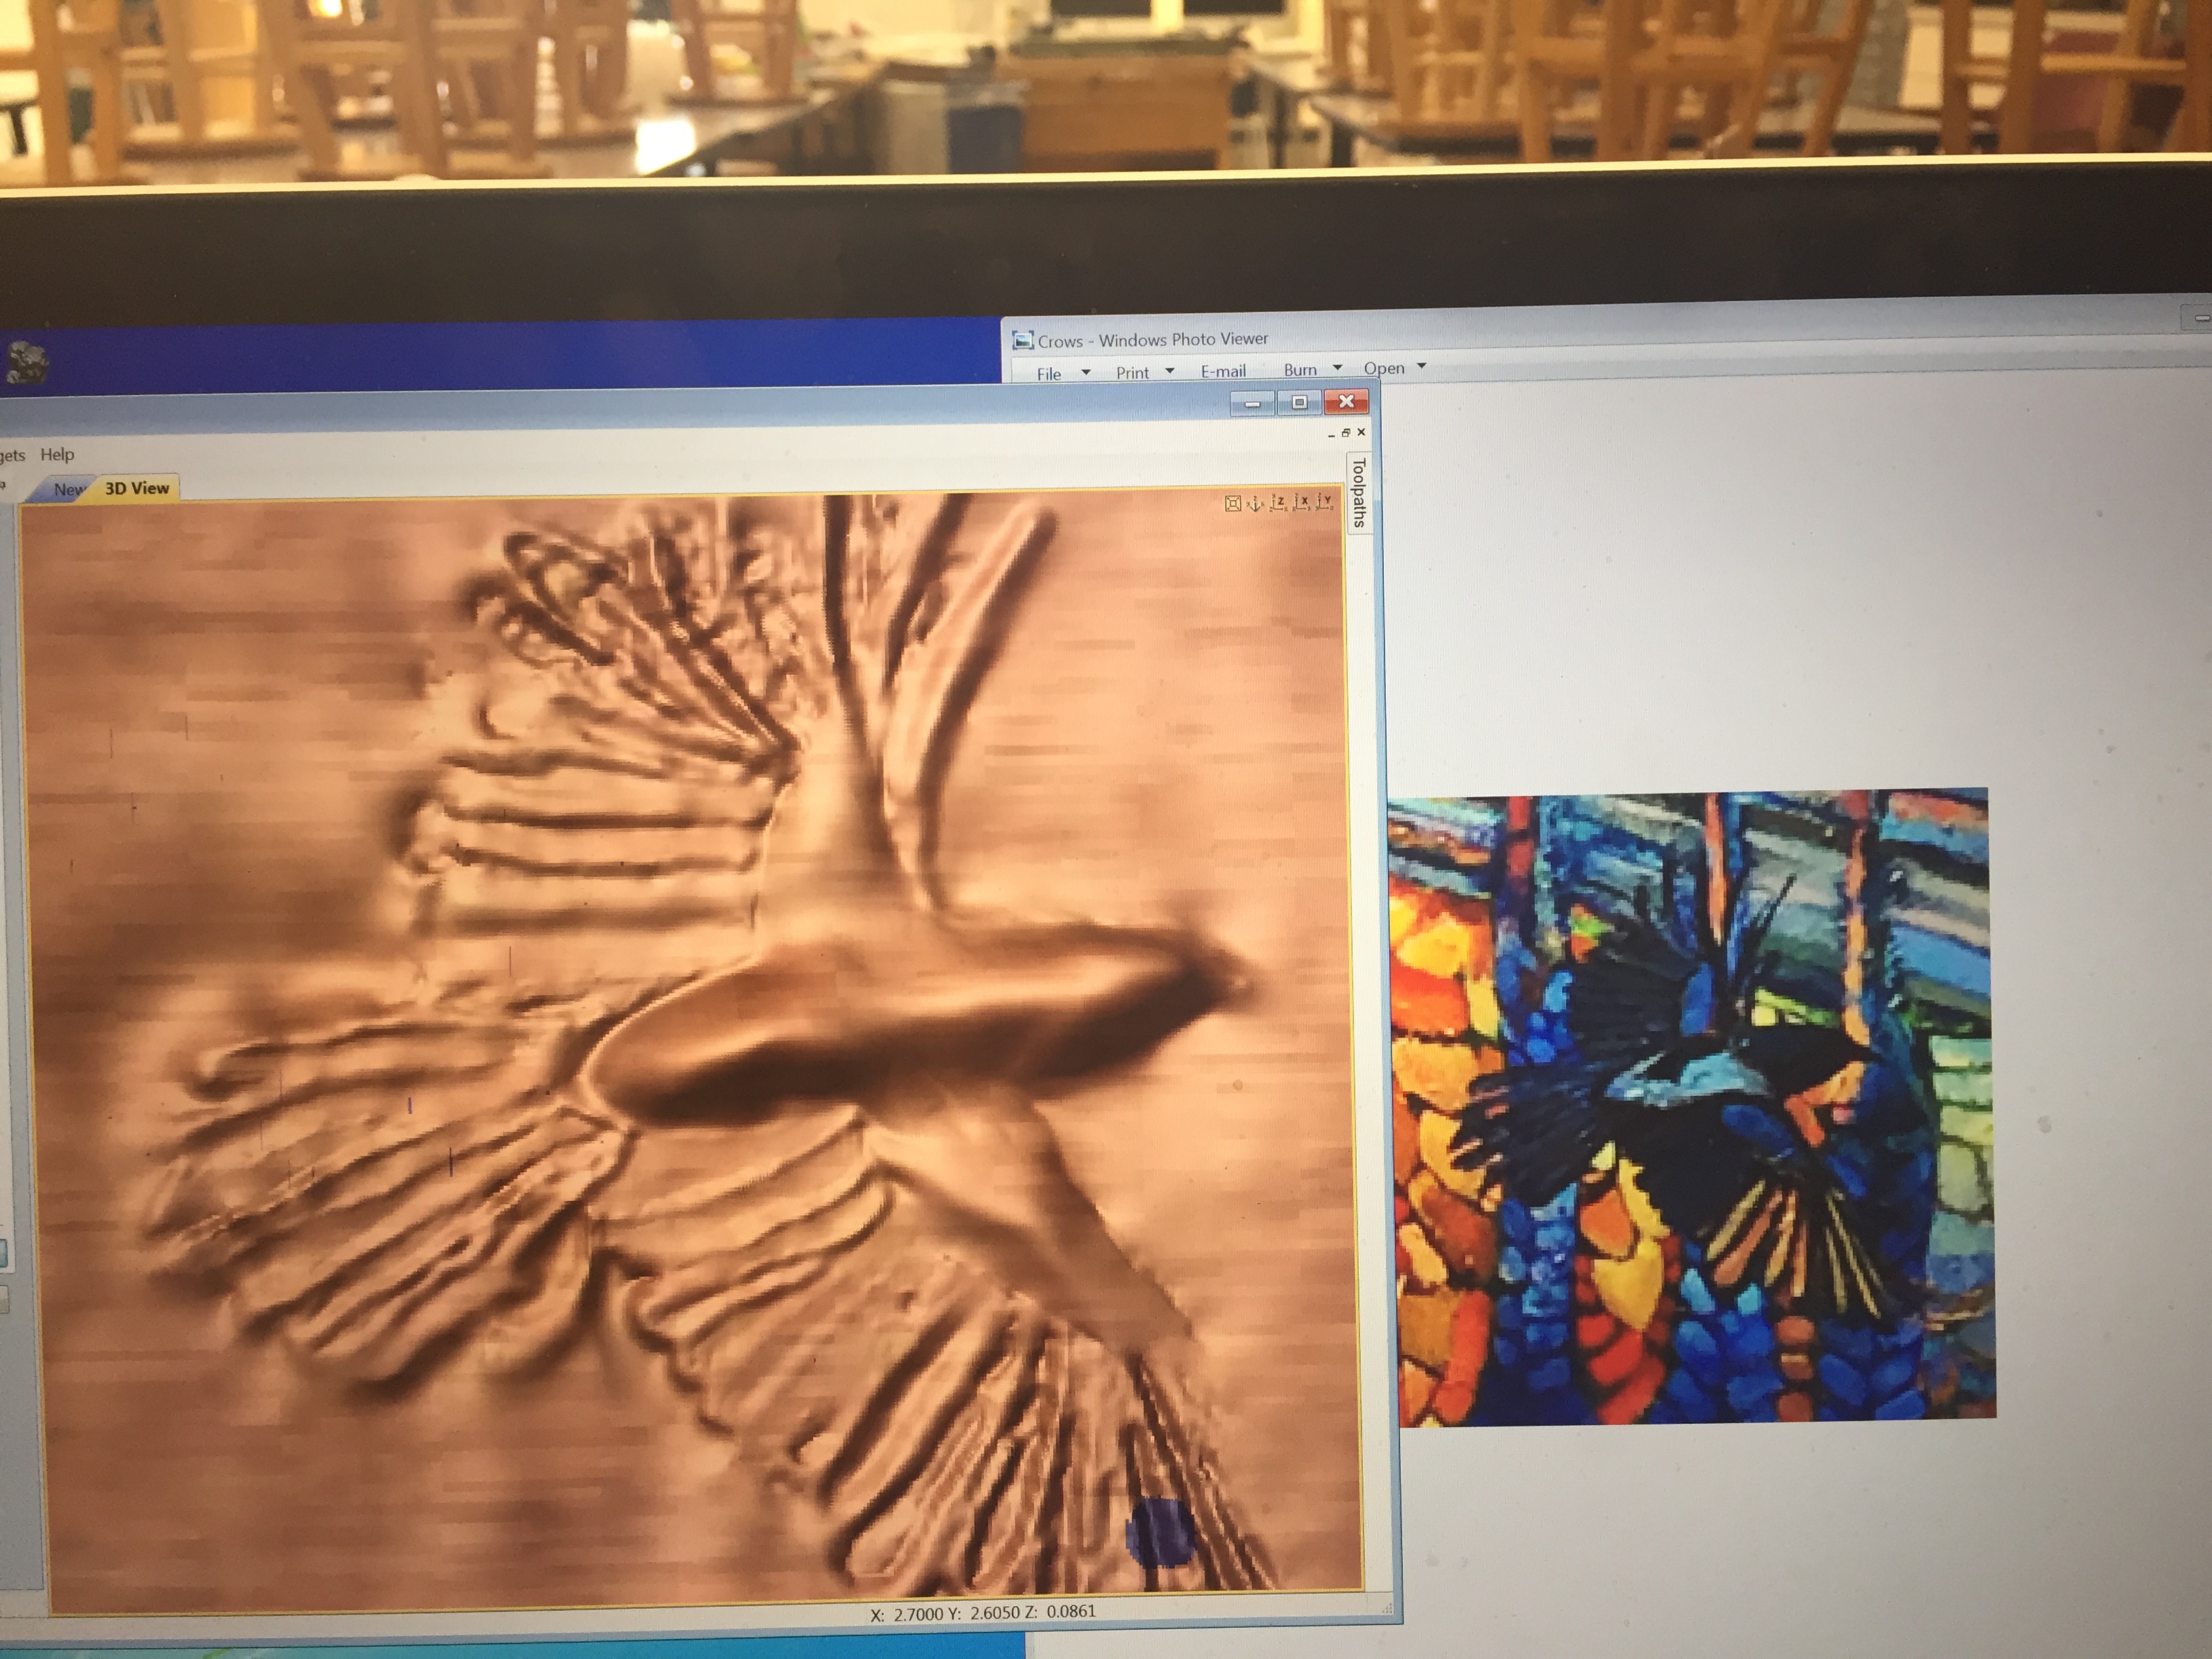 Crows - Windows Photo Viewer
File Print E-mail Burn Open
gets Help
New 3D View
Z X Y
Toolpaths
X: 2.7000 Y: 2.6050 Z: 0.0861